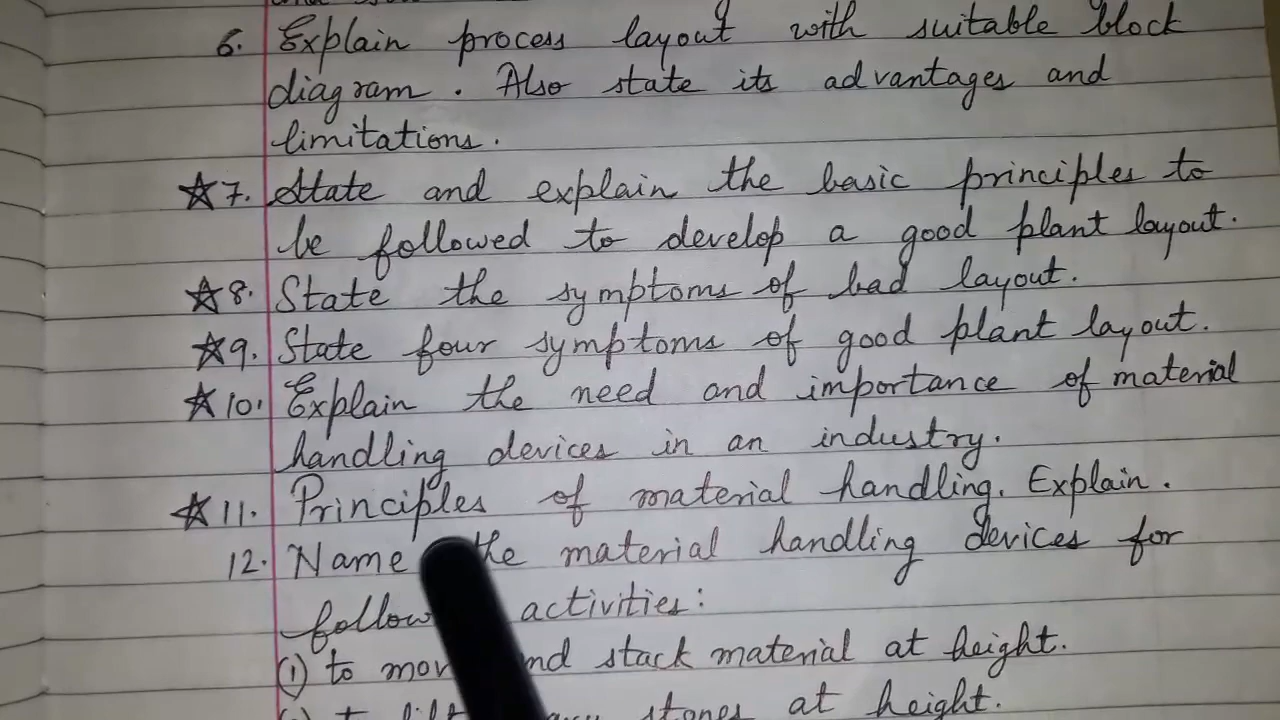 6. Explain process layout with suitable block
diagram. Also state its advantages and
limitations.
☆7. State and explain the basic principles to
be followed to develop a good plant layout.
☆8. State the symptoms of bad layout.
☆9. State four symptoms of good plant layout.
☆10. Explain the need and importance of material
handling devices in an industry.
☆11. Principles of material handling. Explain.
12. Name the material handling devices for
activities:
(1) to stack material at height.
stones at height.